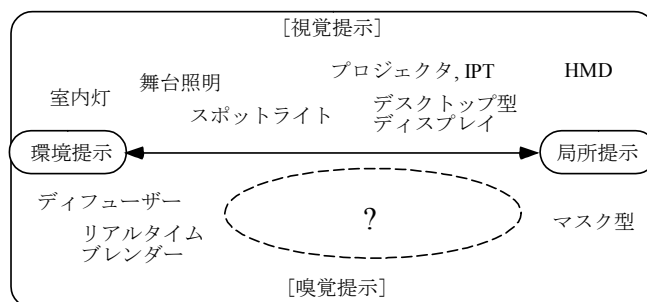 [視覚提示]
プロジェクタ, IPT
HMD
舞台照明
室内灯
スポットライト
デスクトップ型
ディスプレイ
環境提示
局所提示
ディフューザー
リアルタイム
ブレンダー
?
マスク型
[嗅覚提示]